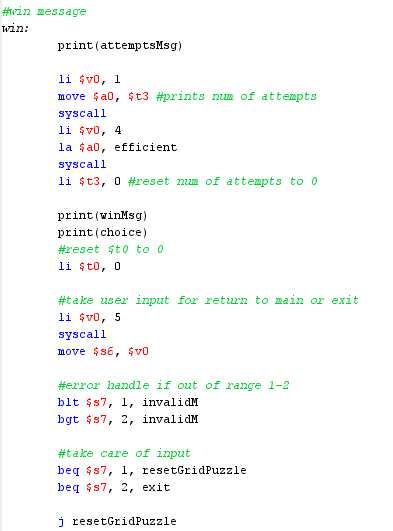 #win message
win:
print(attemptsMsg)
li $v0, 1
move $a0, $t3 #prints num of attempts
syscall
li $v0, 4
la $a0, efficient
syscall
li $t3, 0 #reset num of attempts to 0
print(winMsg)
print(choice)
#reset $t0 to 0
li $t0, 0
#take user input for return to main or exit
li $v0, 5
syscall
move $s6, $v0
#error handle if out of range 1-2
blt $s7, 1, invalidM
bgt $s7, 2, invalidM
#take care of input
beq $s7, 1, resetGridPuzzle
beq $s7, 2, exit
j resetGridPuzzle